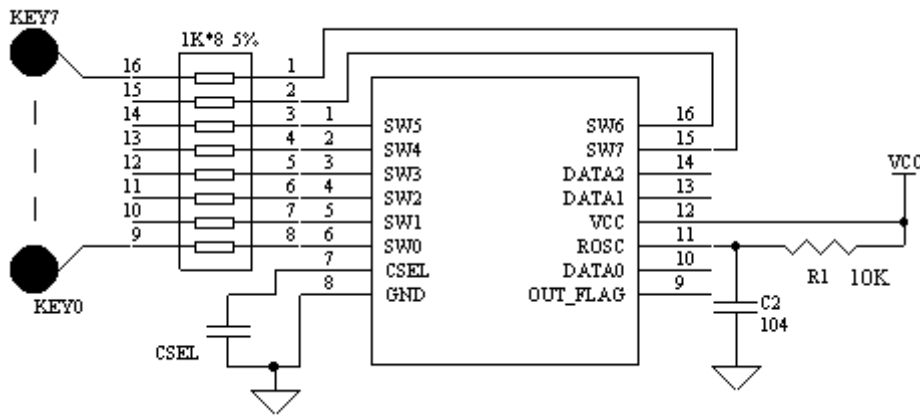 KEY7
1K*8 5%
16 1
15 2
14 3 1 SW5 SW6 16
13 4 2 SW4 SW7 15
12 5 3 SW3 DATA2 14
11 6 4 SW2 DATA1 13
10 7 5 SW1 VCC 12
9 8 6 SW0 ROSC 11
7 CSEL DATA0 10
8 GND OUT_FLAG 9
VCC
R1 10K
KEY0
C2
104
CSEL